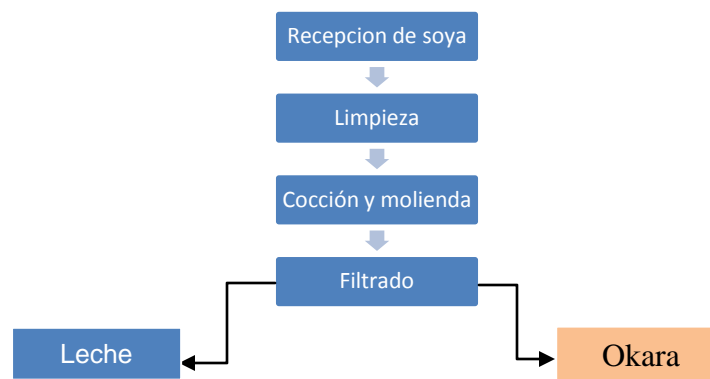 Recepcion de soya
Limpieza
Cocción y molienda
Filtrado
Leche
Okara